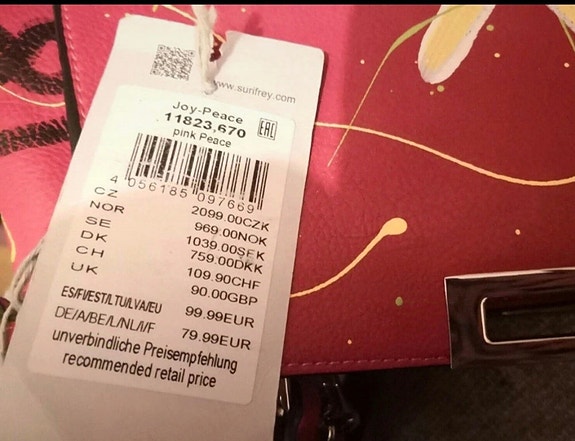 www.surifrey.com
Joy-Peace
11823,670
EAC
pink Peace
4 056185 097669
CZ 2099.00CZK
NOR 969.00NOK
SE 1039.00SEK
DK 759.00DKK
CH 109.90CHF
UK 90.00GBP
ES/FI/EST/LTU/LVA/EU 99.99EUR
DE/A/BE/L/NL/I/F 79.99EUR
unverbindliche Preisempfehlung
recommended retail price